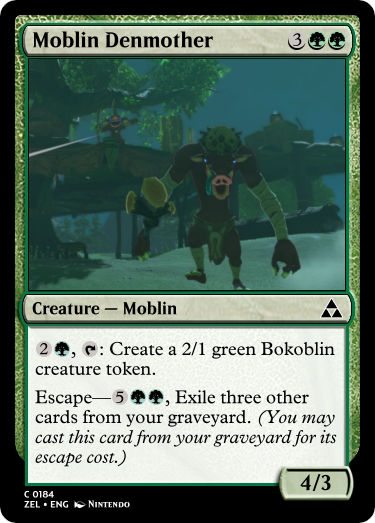 Moblin Denmother 3
Creature — Moblin
2, : Create a 2/1 green Bokoblin
creature token.
Escape—5, Exile three other
cards from your graveyard. (You may
cast this card from your graveyard for its
escape cost.)
4/3
C 0184
ZEL • ENG Nintendo